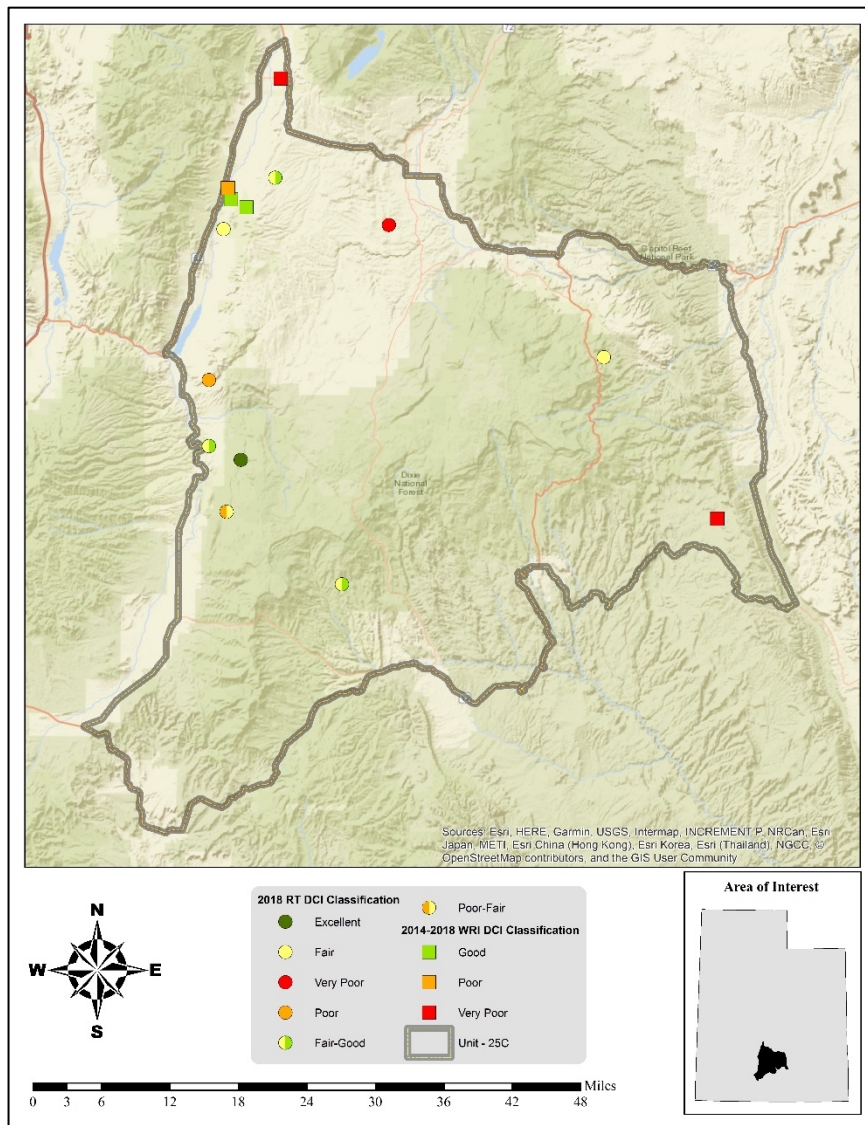 72
Capitol Reef
National Park
Dixie
National
Forest
Sources: Esri, HERE, Garmin, USGS, Intermap, INCREMENT P, NRCan, Esri
Japan, METI, Esri China (Hong Kong), Esri Korea, Esri (Thailand), NGCC, ©
OpenStreetMap contributors, and the GIS User Community
N
W E
S
2018 RT DCI Classification
Excellent
Fair
Very Poor
Poor
Fair-Good
Poor-Fair
2014-2018 WRI DCI Classification
Good
Poor
Very Poor
Unit - 25C
Area of Interest
Miles
0 3 6 12 18 24 30 36 42 48